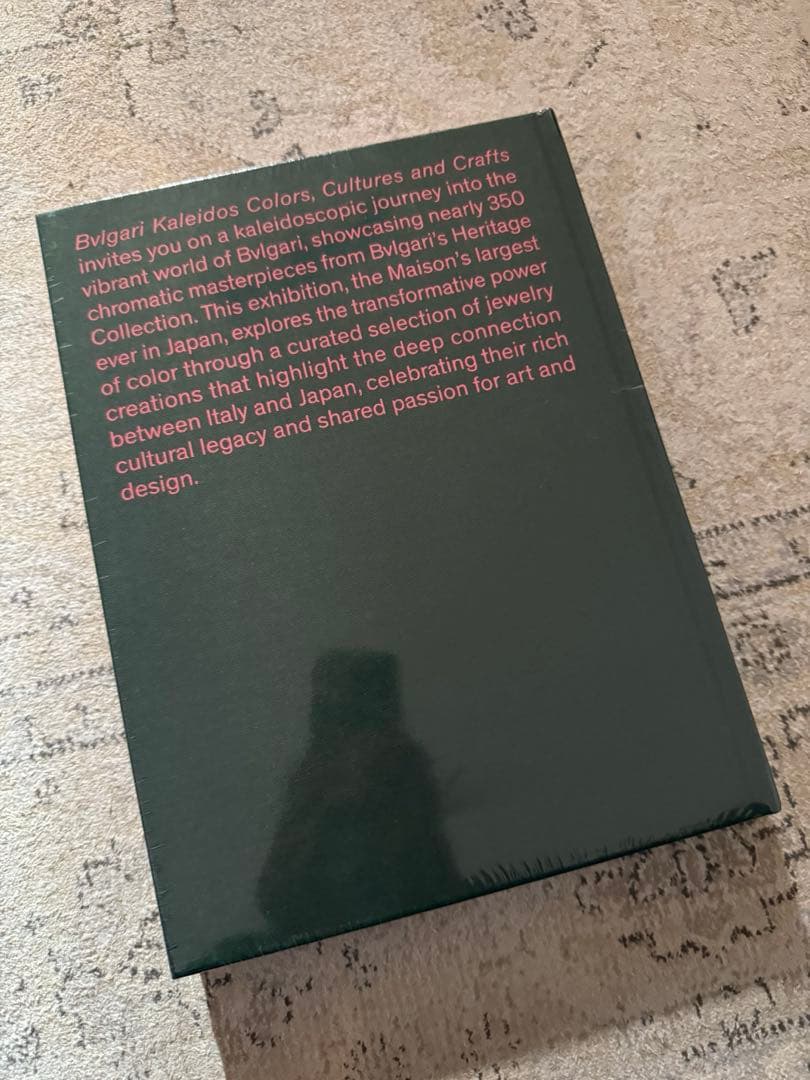 Bvlgari Kaleidos Colors, Cultures and Crafts
invites you on a kaleidoscopic journey into the
vibrant world of Bvlgari, showcasing nearly 350
chromatic masterpieces from Bvlgari's Heritage
Collection. This exhibition, the Maison's largest
ever in Japan, explores the transformative power
of color through a curated selection of jewelry
creations that highlight the deep connection
between Italy and Japan, celebrating their rich
cultural legacy and shared passion for art and
design.